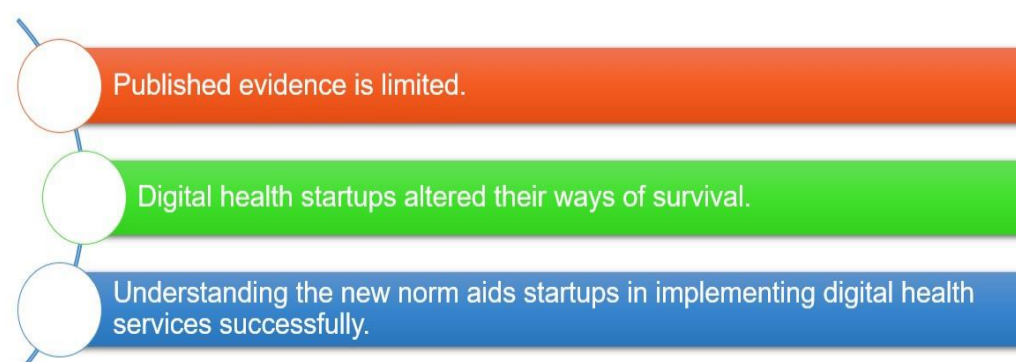 Published evidence is limited.
Digital health startups altered their ways of survival.
Understanding the new norm aids startups in implementing digital health
services successfully.